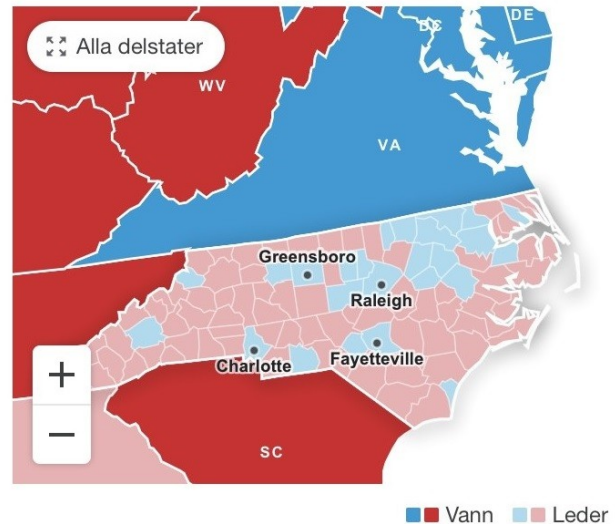 DE
DC
Alla delstater
WV
VA
Greensboro
Raleigh
+
Charlotte
Fayetteville
−
SC
Vann
Leder